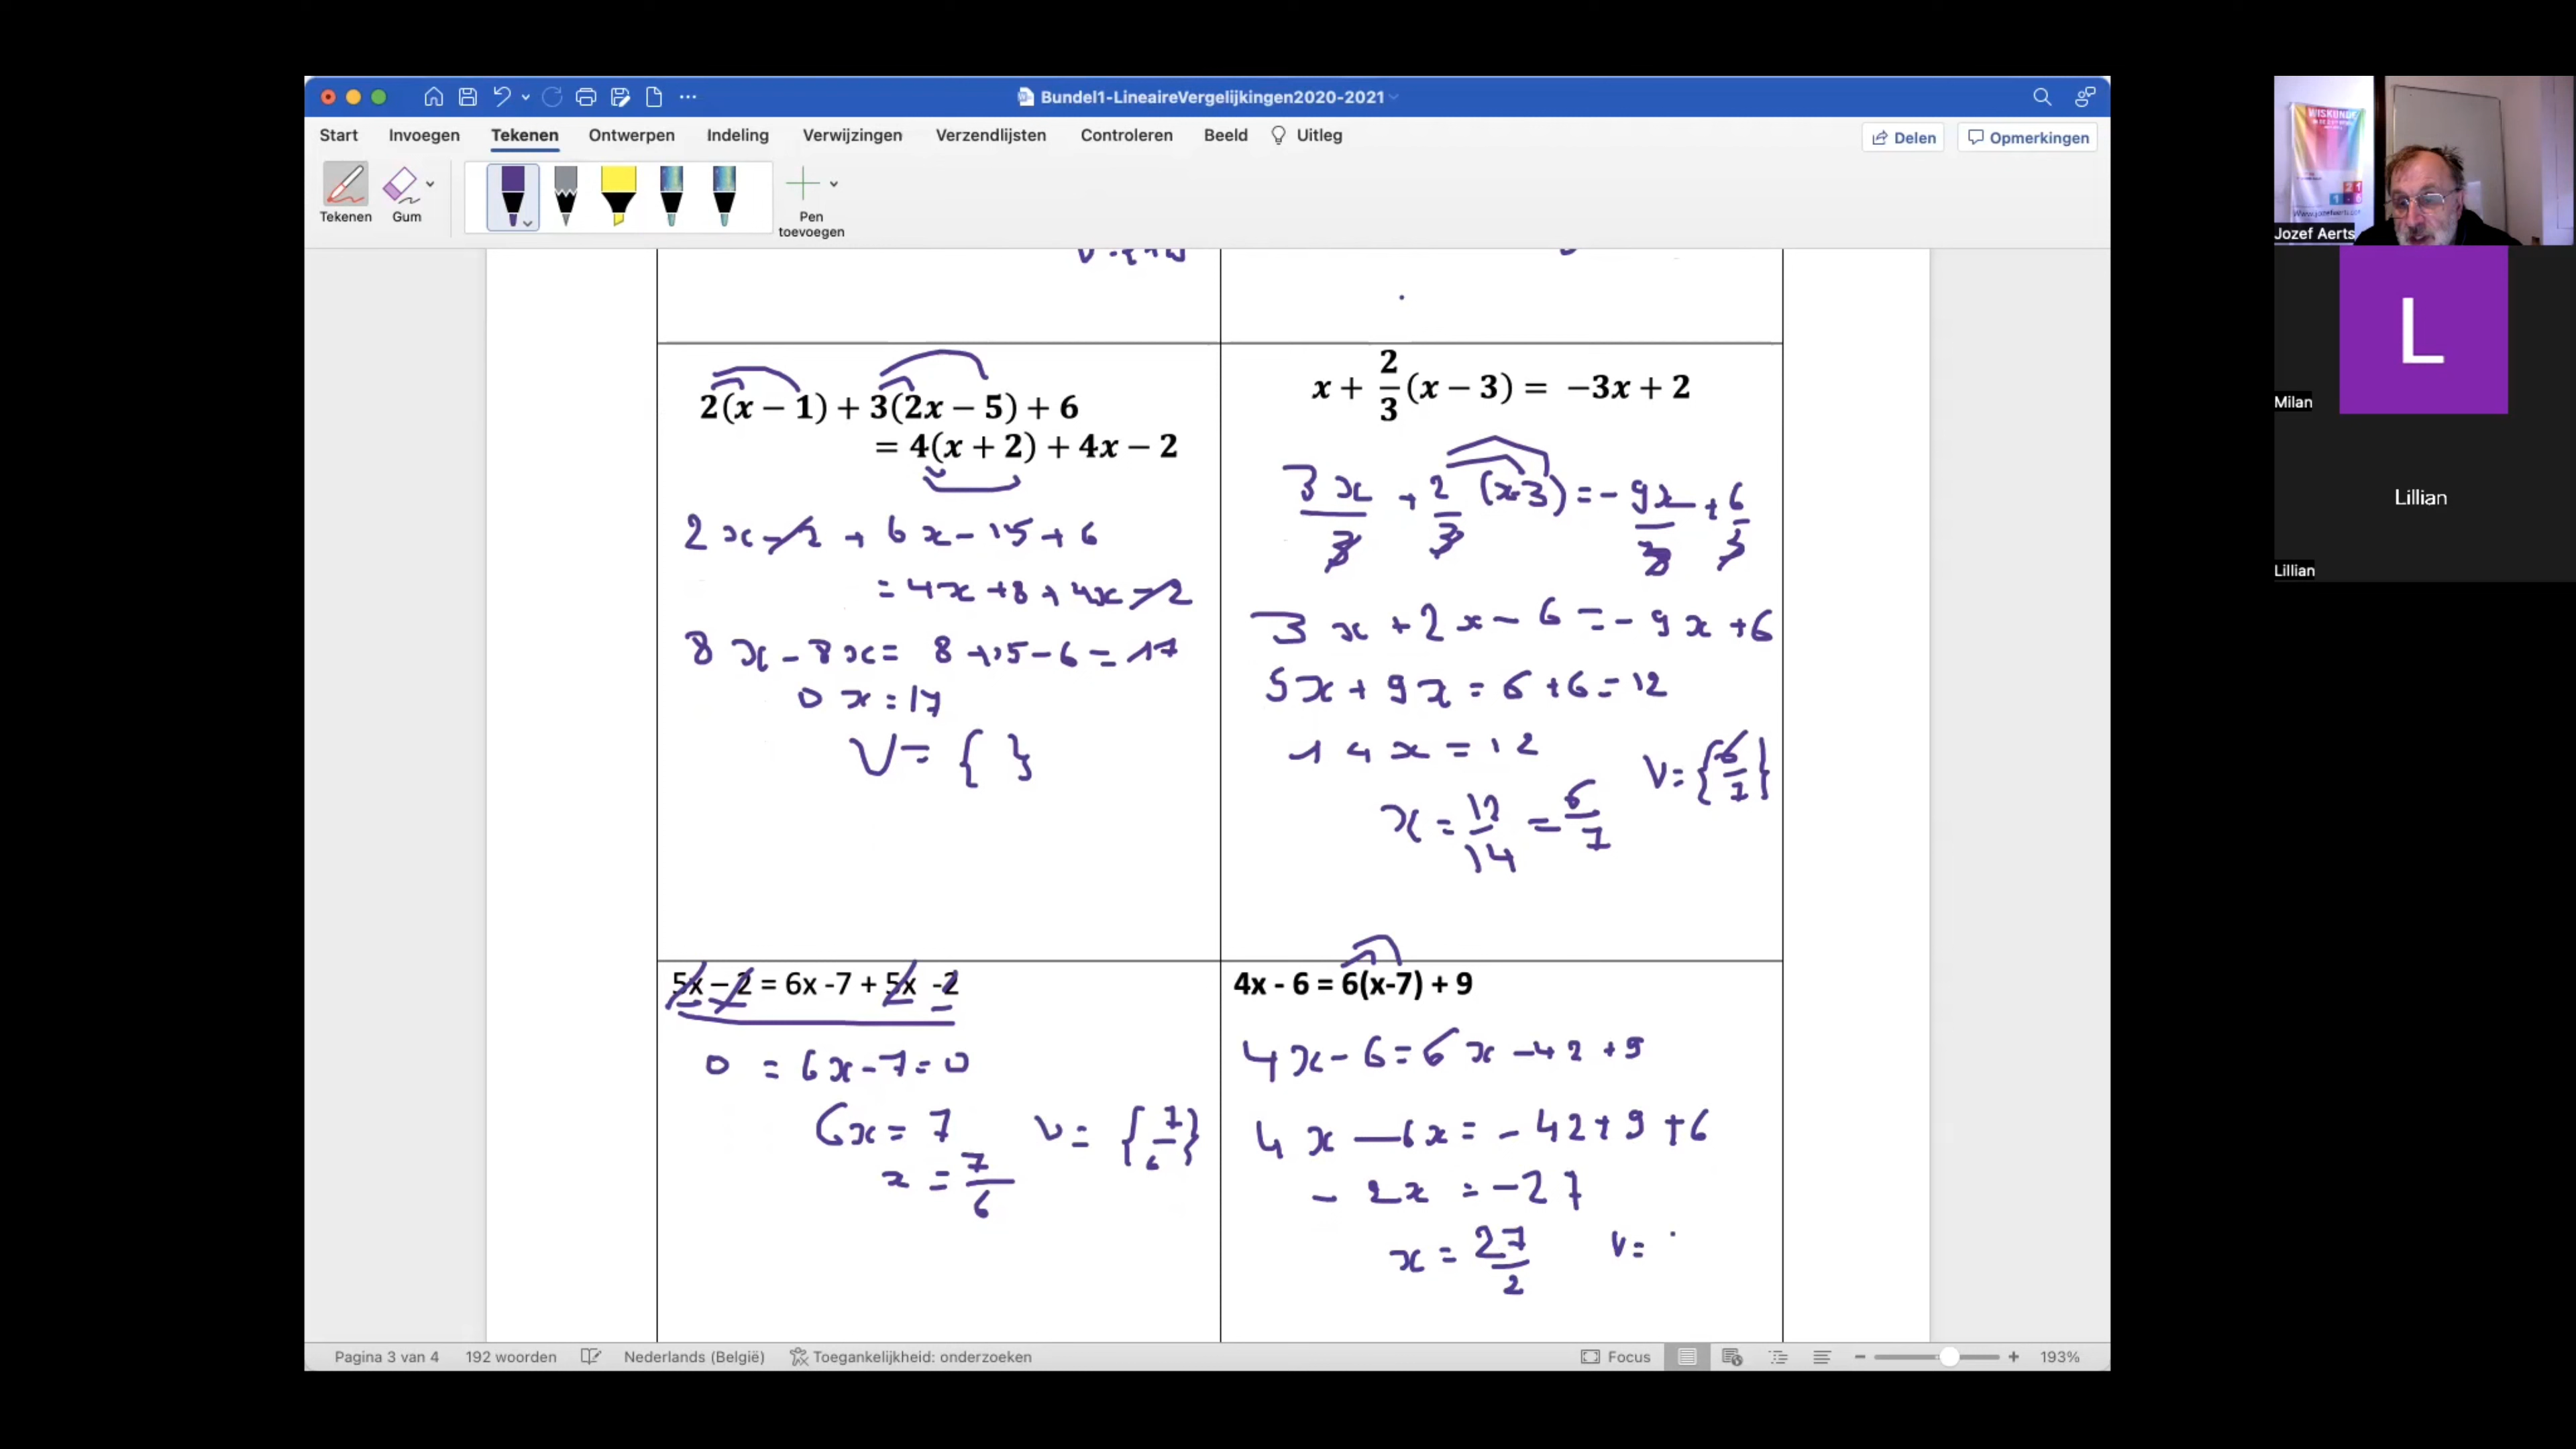 Bundel1-LineaireVergelijkingen2020-2021
Start Invoegen Tekenen Ontwerpen Indeling Verwijzingen Verzendlijsten Controleren Beeld Uitleg
Delen Opmerkingen
Tekenen Gum Pen toevoegen
2(x − 1) + 3(2x − 5) + 6
= 4(x + 2) + 4x − 2
2x - 2 + 6x - 15 + 6
= 4x + 8 + 4x - 2
8x - 8x = 8 + 15 - 6 = 17
0x = 17
V = { }
x + 2/3 (x − 3) = −3x + 2
3x/3 + 2/3 (x-3) = - 9x/3 + 6/3
3x + 2x - 6 = - 9x + 6
5x + 9x = 6 + 6 = 12
14x = 12
V = {6/7}
x = 12/14 = 6/7
5x – 2 = 6x -7 + 5x -2
0 = 6x - 7 = 0
6x = 7
V = {7/6}
x = 7/6
4x - 6 = 6(x-7) + 9
4x - 6 = 6x - 42 + 9
4x - 6x = - 42 + 9 + 6
- 2x = - 27
x = 27/2
V =
Pagina 3 van 4 192 woorden Nederlands (België) Toegankelijkheid: onderzoeken Focus 193%
WISKUNDE
Jozef Aerts
L
Milan
Lillian
Lillian